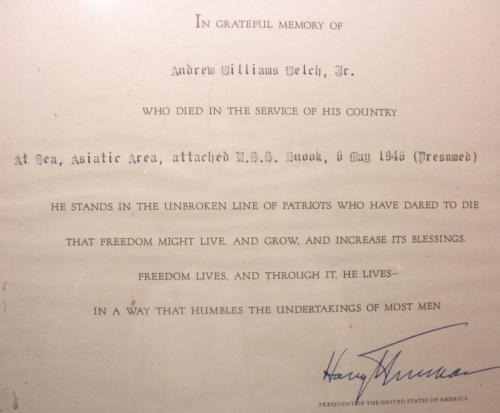 IN GRATEFUL MEMORY OF
Andrew Williams Welch, Jr.
WHO DIED IN THE SERVICE OF HIS COUNTRY
At Sea, Asiatic Area, attached U.S.S. Snook, 6 May 1946 (Presumed)
HE STANDS IN THE UNBROKEN LINE OF PATRIOTS WHO HAVE DARED TO DIE
THAT FREEDOM MIGHT LIVE, AND GROW, AND INCREASE ITS BLESSINGS.
FREEDOM LIVES, AND THROUGH IT, HE LIVES—
IN A WAY THAT HUMBLES THE UNDERTAKINGS OF MOST MEN
Harry Truman
PRESIDENT OF THE UNITED STATES OF AMERICA